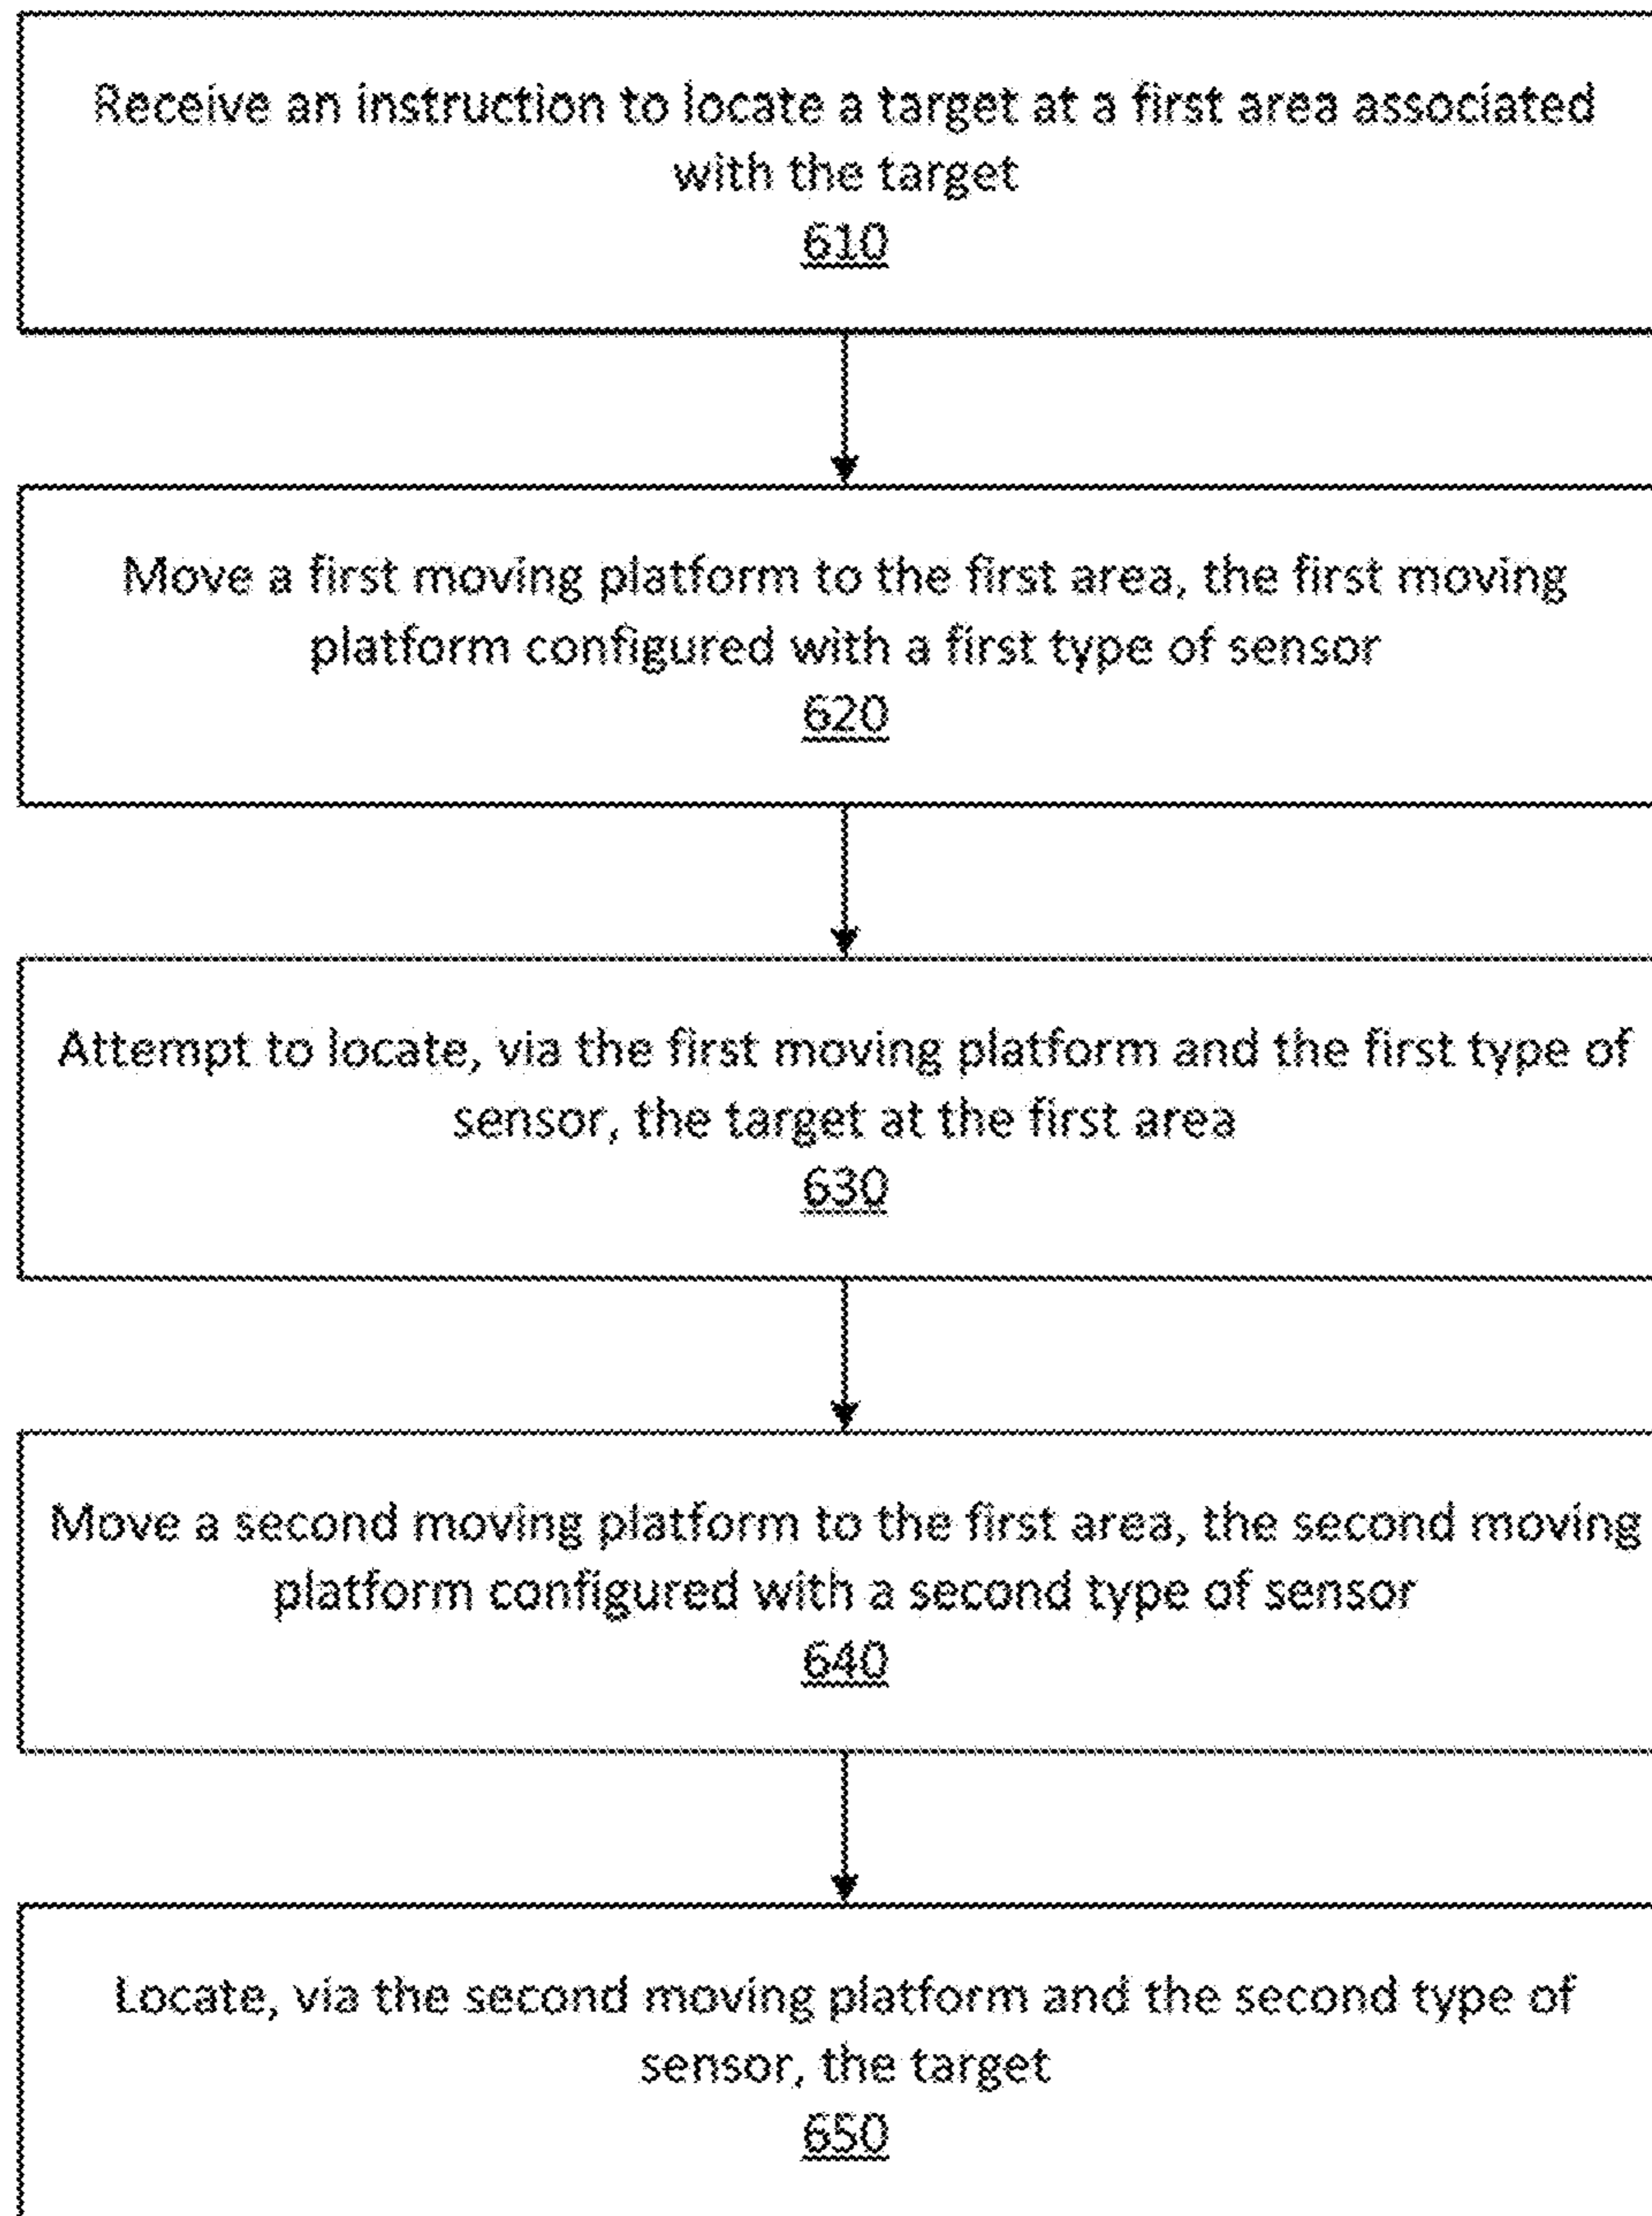 Receive an instruction to locate a target at a first area associated
with the target
610
Move a first moving platform to the first area, the first moving
platform configured with a first type of sensor
620
Attempt to locate, via the first moving platform and the first type of
sensor, the target at the first area
630
Move a second moving platform to the first area, the second moving
platform configured with a second type of sensor
640
Locate, via the second moving platform and the second type of
sensor, the target
650